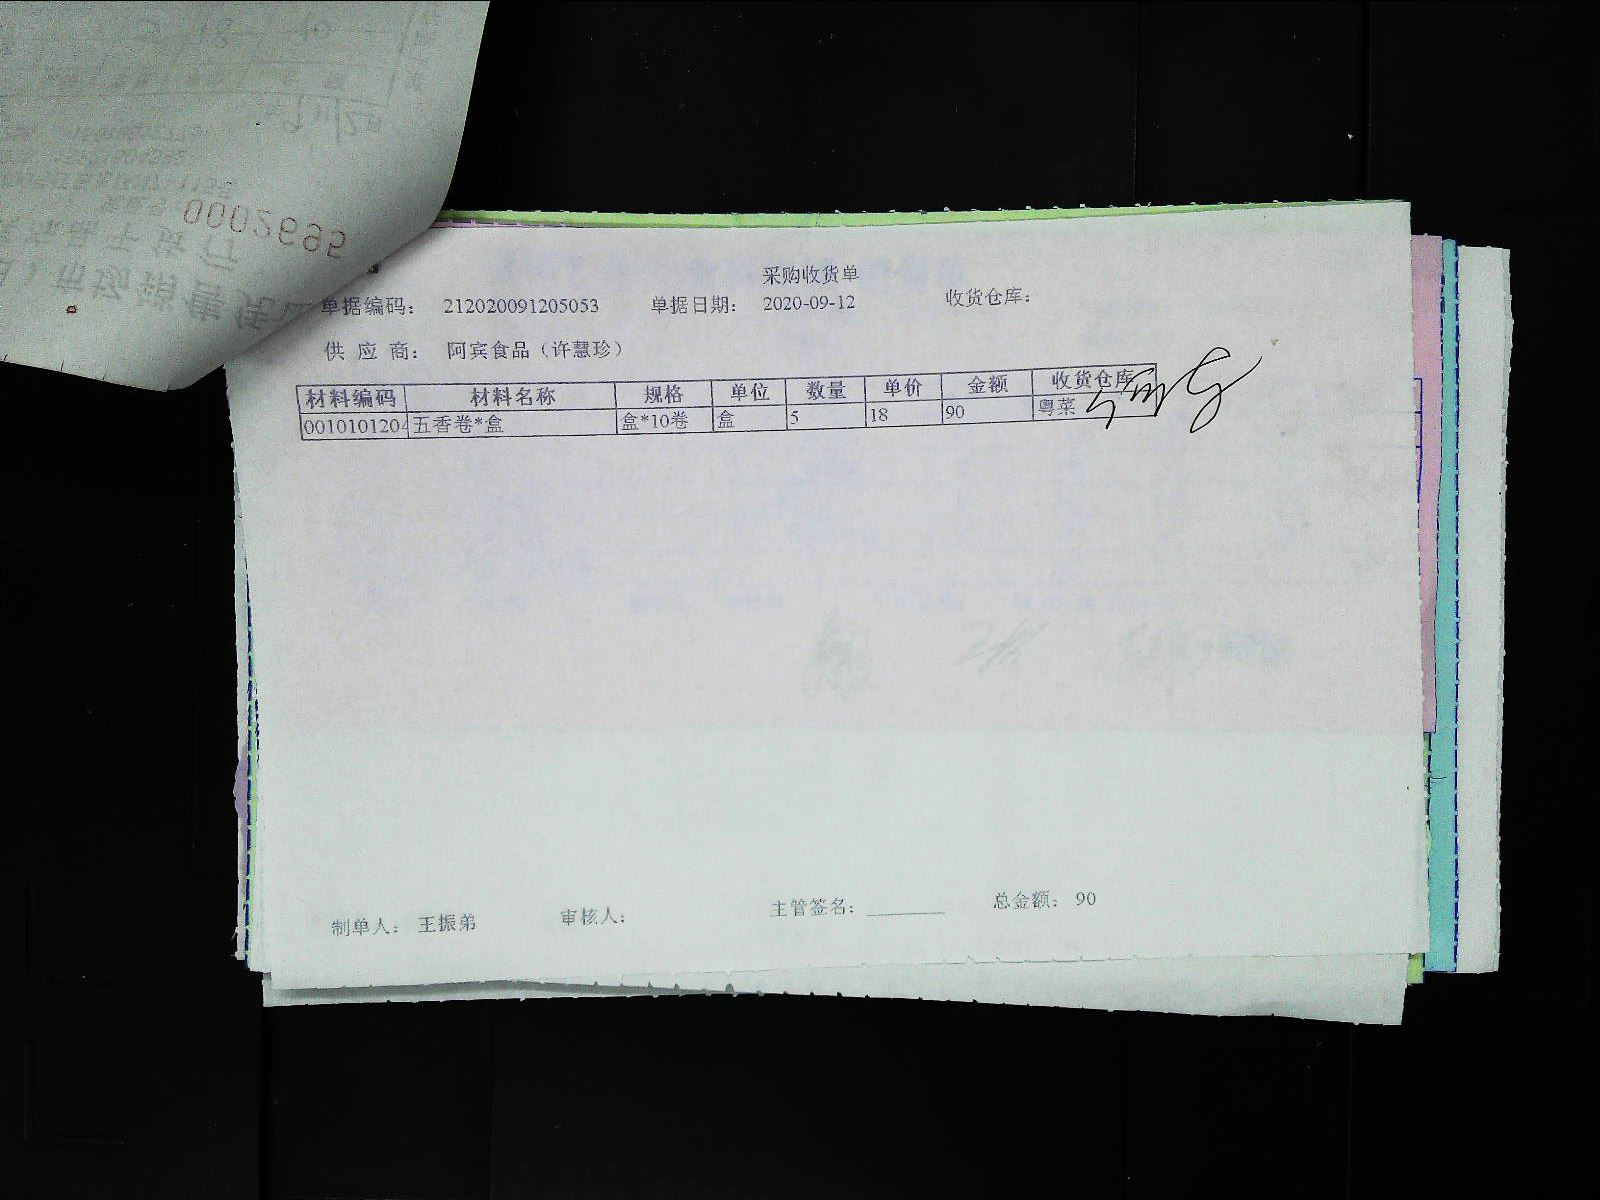 0002695
采购收货单
单据编码： 212020091205053 单据日期： 2020-09-12 收货仓库：
供 应 商： 阿宾食品（许慧珍）
材料编码 材料名称 规格 单位 数量 单价 金额 收货仓库
0010101204 五香卷*盒 盒*10卷 盒 5 18 90 粤菜
制单人： 王振弟 审核人： 主管签名：________ 总金额： 90